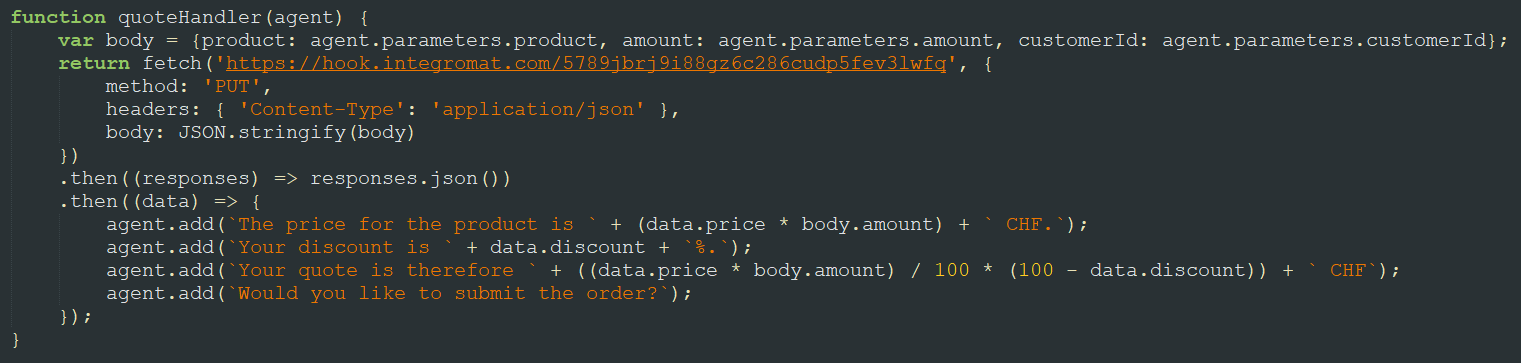 function quoteHandler(agent) {
    var body = {product: agent.parameters.product, amount: agent.parameters.amount, customerId: agent.parameters.customerId};
    return fetch('https://hook.integromat.com/5789jbrj9i88gz6c286cudp5fev3lwfq', {
        method: 'PUT',
        headers: { 'Content-Type': 'application/json' },
        body: JSON.stringify(body)
    })
    .then((responses) => responses.json())
    .then((data) => {
        agent.add(`The price for the product is ` + (data.price * body.amount) + ` CHF.`);
        agent.add(`Your discount is ` + data.discount + `%.`);
        agent.add(`Your quote is therefore ` + ((data.price * body.amount) / 100 * (100 - data.discount)) + ` CHF`);
        agent.add(`Would you like to submit the order?`);
    });
}